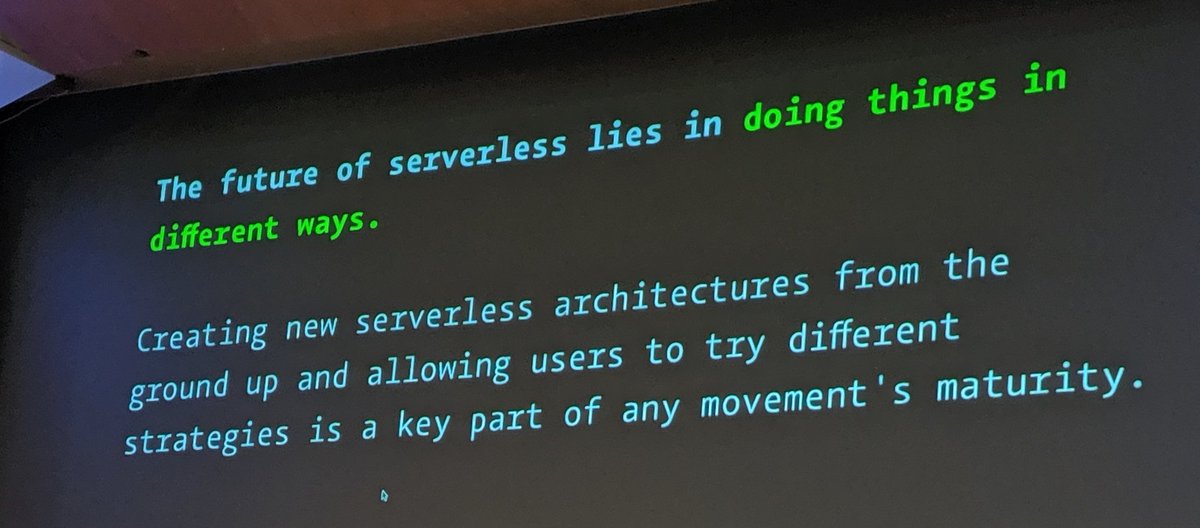 The future of serverless lies in doing things in
different ways.
Creating new serverless architectures from the
ground up and allowing users to try different
strategies is a key part of any movement's maturity.